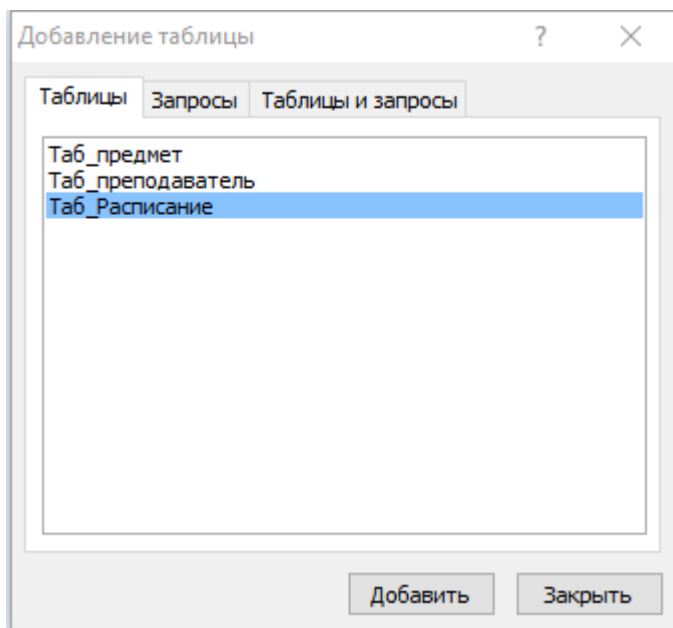 Добавление таблицы ?
Таблицы Запросы Таблицы и запросы
Таб_предмет
Таб_преподаватель
Таб_Расписание
Добавить Закрыть